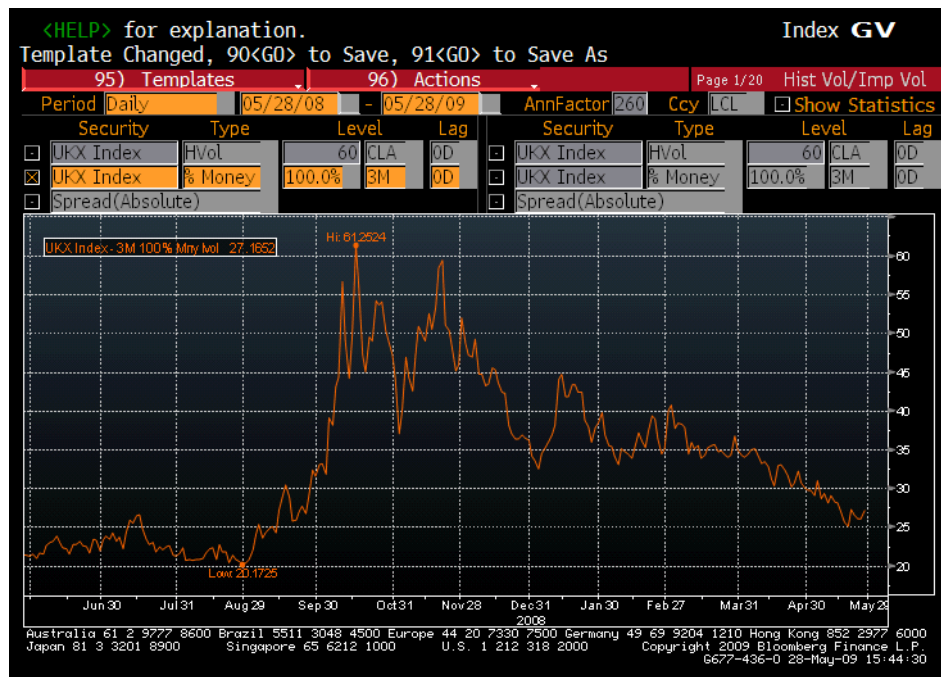 <HELP> for explanation. Index GV
Template Changed, 90<GO> to Save, 91<GO> to Save As
95) Templates 96) Actions Page 1/20 Hist Vol/Imp Vol
Period Daily 05/28/08 - 05/28/09 AnnFactor 260 Ccy LCL Show Statistics
Security Type Level Lag Security Type Level Lag
UKX Index HVol 60 CLA 0D UKX Index HVol 60 CLA 0D
UKX Index % Money 100.0% 3M 0D UKX Index % Money 100.0% 3M 0D
Spread(Absolute) Spread(Absolute)
Hi: 61.2524
UKX Index - 3M 100% Mny Ivol 27.1652
60
55
50
45
40
35
30
25
20
Low: 20.1725
Jun 30 Jul 31 Aug 29 Sep 30 Oct 31 Nov 28 Dec 31 Jan 30 Feb 27 Mar 31 Apr 30 May 29
2008
Australia 61 2 9777 8600 Brazil 5511 3048 4500 Europe 44 20 7330 7500 Germany 49 69 9204 1210 Hong Kong 852 2977 6000
Japan 81 3 3201 8900 Singapore 65 6212 1000 U.S. 1 212 318 2000 Copyright 2009 Bloomberg Finance L.P.
G677-436-0 28-May-09 15:44:30